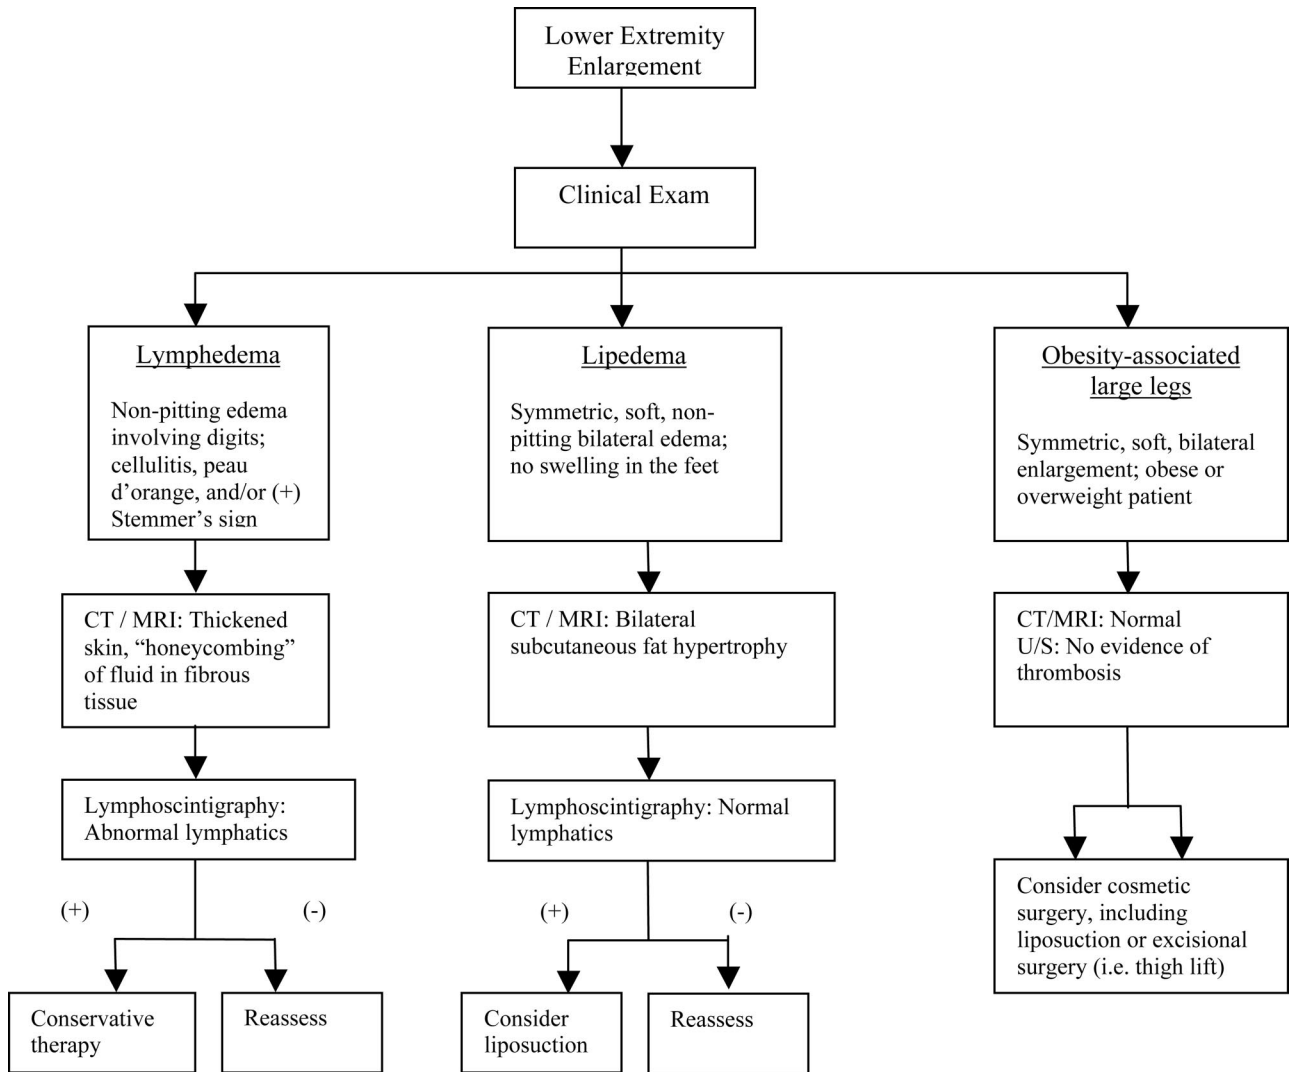 Lower Extremity
Enlargement
Clinical Exam
Lymphedema
Non-pitting edema
involving digits;
cellulitis, peau
d’orange, and/or (+)
Stemmer’s sign
Lipedema
Symmetric, soft, non-
pitting bilateral edema;
no swelling in the feet
Obesity-associated
large legs
Symmetric, soft, bilateral
enlargement; obese or
overweight patient
CT / MRI: Thickened
skin, “honeycombing”
of fluid in fibrous
tissue
CT / MRI: Bilateral
subcutaneous fat hypertrophy
CT/MRI: Normal
U/S: No evidence of
thrombosis
Lymphoscintigraphy:
Abnormal lymphatics
Lymphoscintigraphy: Normal
lymphatics
Consider cosmetic
surgery, including
liposuction or excisional
surgery (i.e. thigh lift)
(+)
(-)
(+)
(-)
Conservative
therapy
Reassess
Consider
liposuction
Reassess